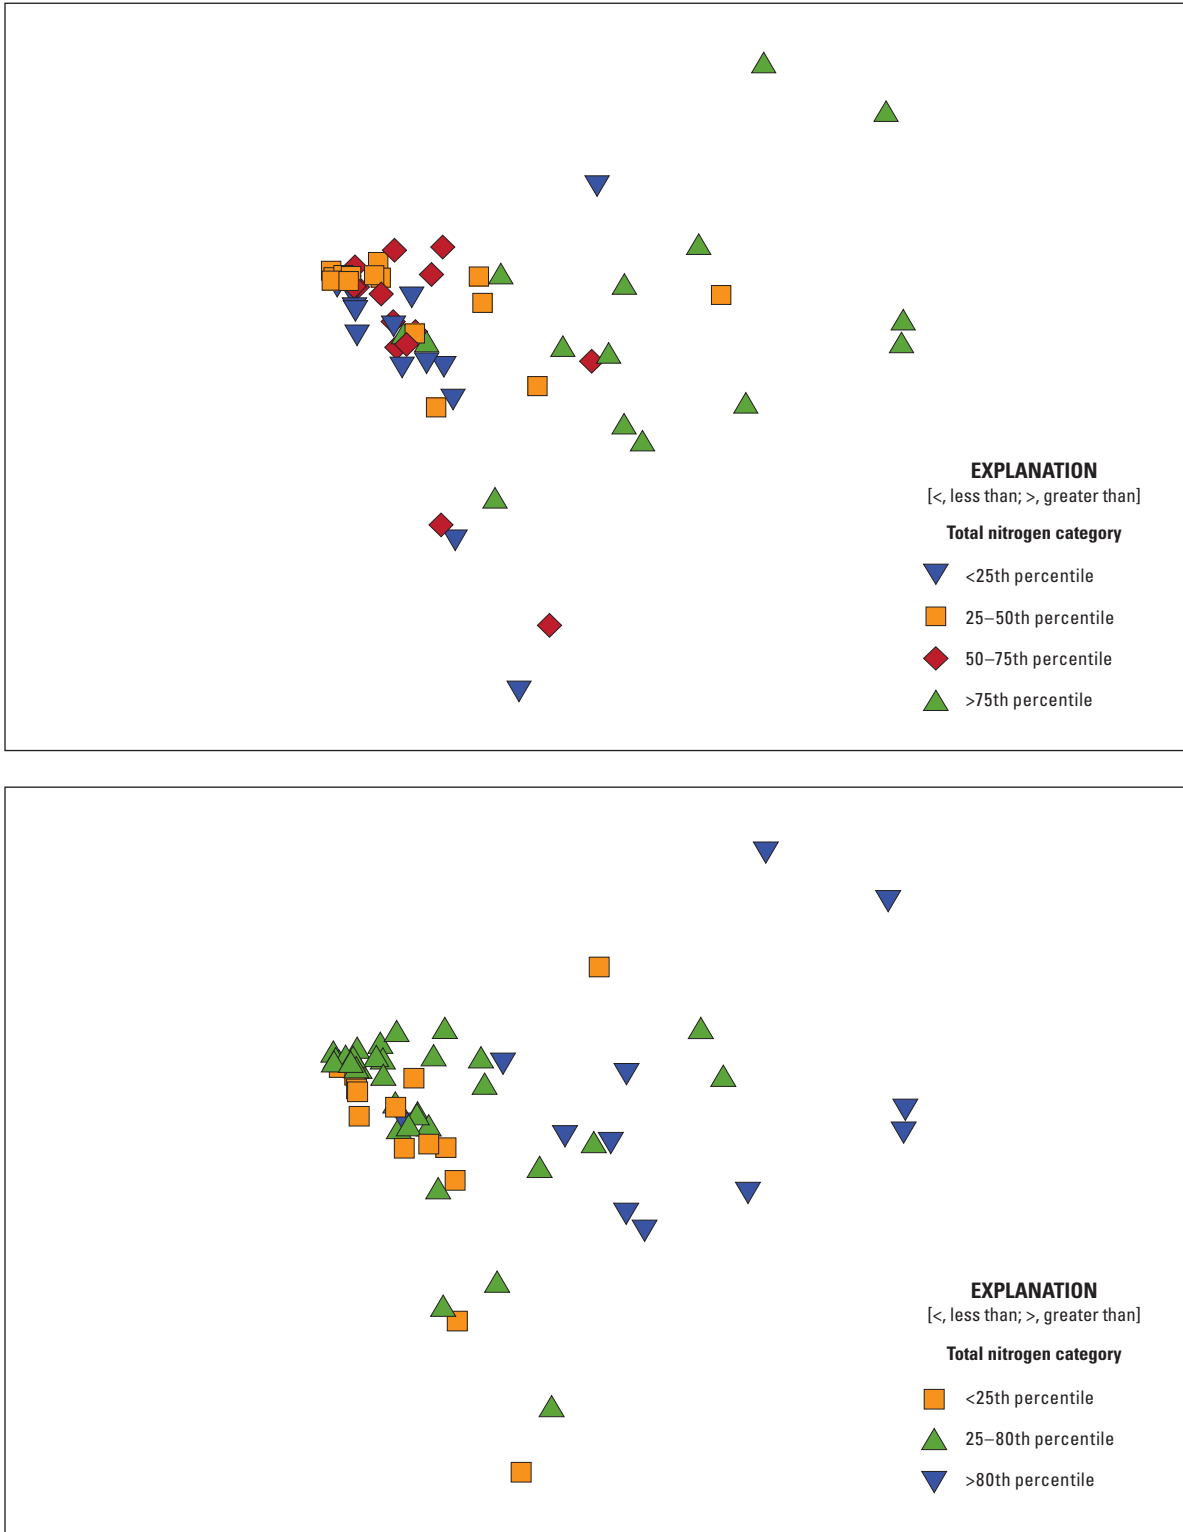 EXPLANATION
[<, less than; >, greater than]
Total nitrogen category
<25th percentile
25–50th percentile
50–75th percentile
>75th percentile
EXPLANATION
[<, less than; >, greater than]
Total nitrogen category
<25th percentile
25–80th percentile
>80th percentile